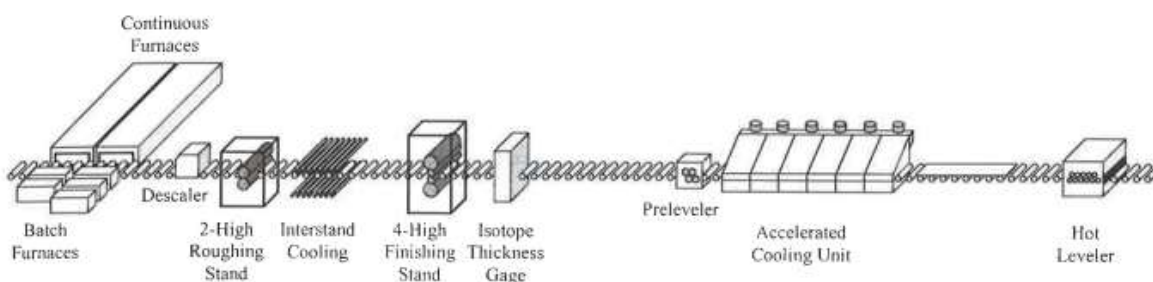 Continuous
Furnaces
Descaler
Preleveler
Batch
Furnaces
2-High
Roughing
Stand
Interstand
Cooling
4-High
Finishing
Stand
Isotope
Thickness
Gage
Accelerated
Cooling Unit
Hot
Leveler